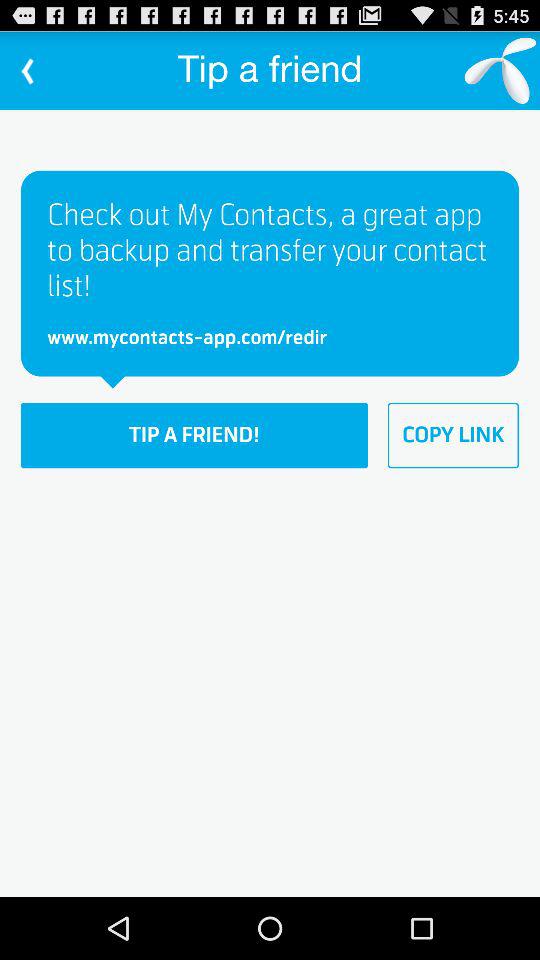 5:45
Tip a friend
Check out My Contacts, a great app
to backup and transfer your contact
list!
www.mycontacts-app.com/redir
TIP A FRIEND!
COPY LINK